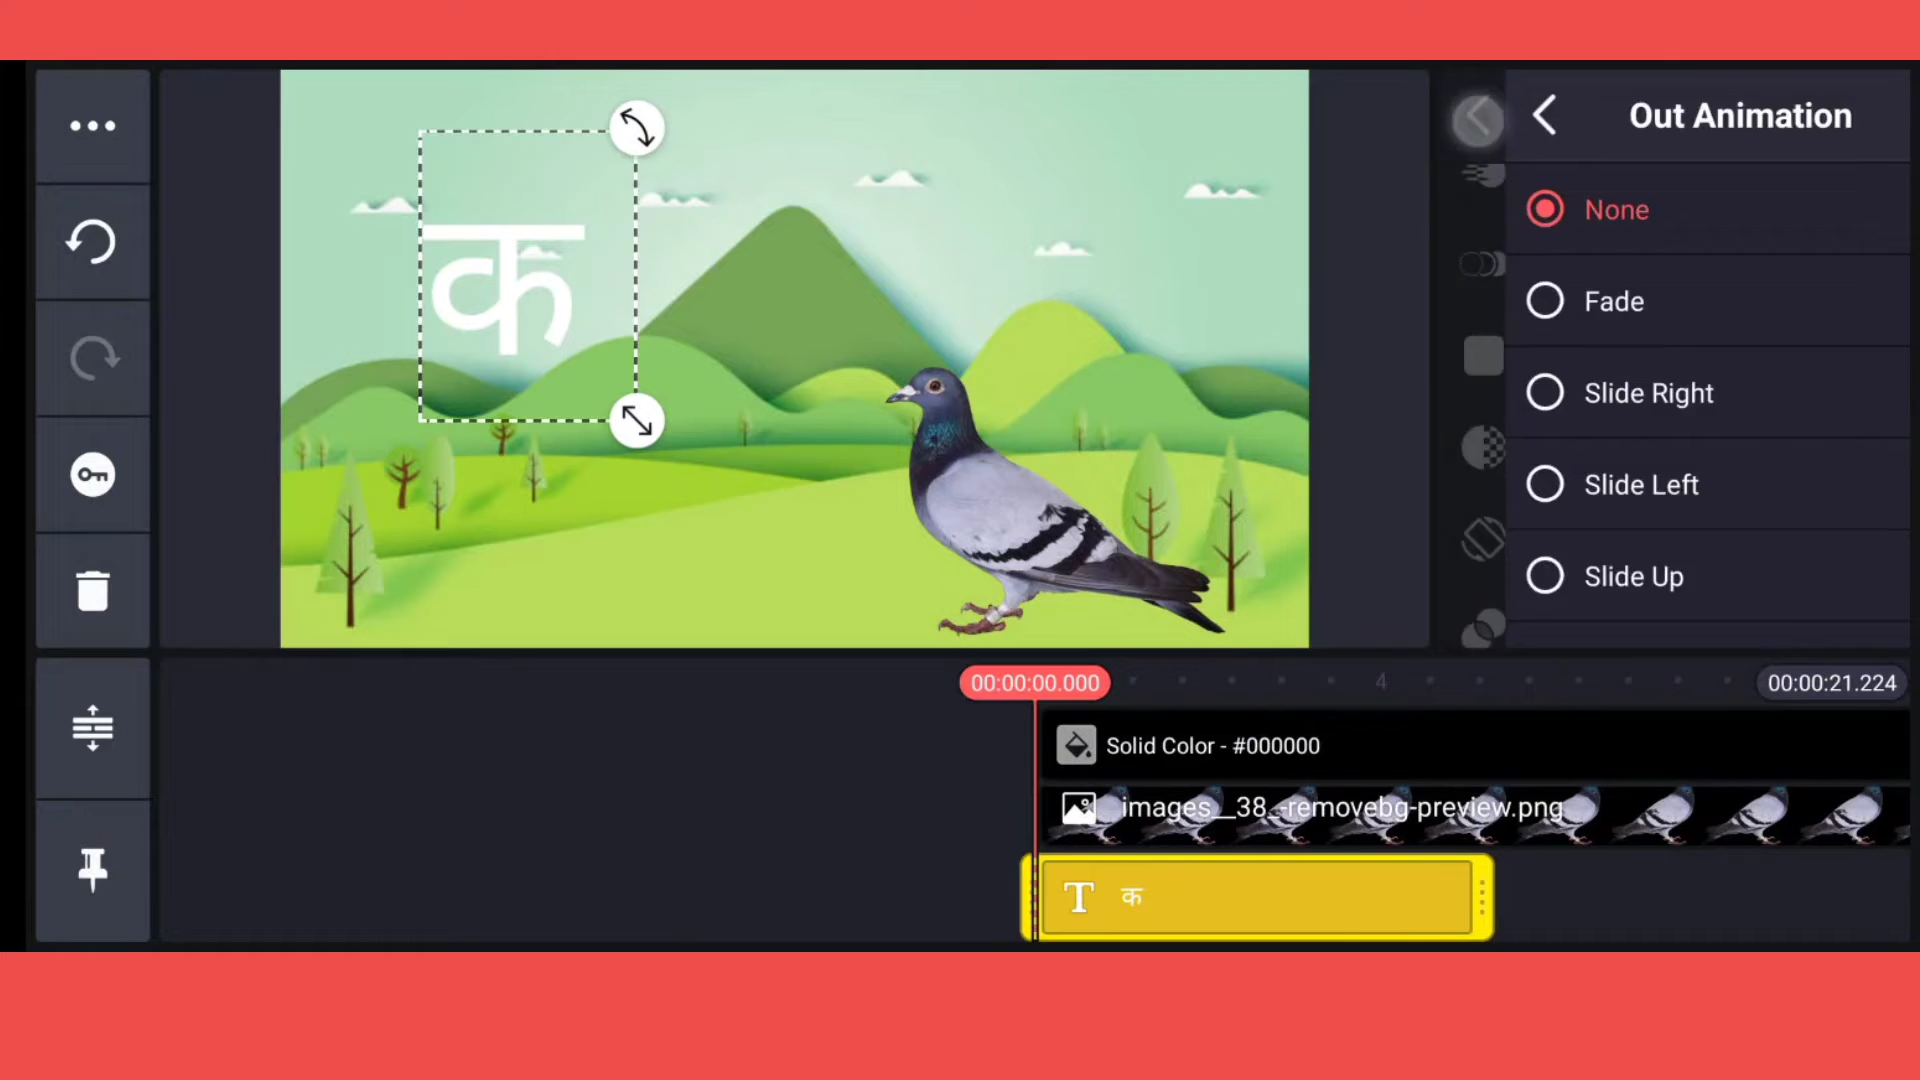 Out Animation
None
क
Fade
Slide Right
Slide Left
Slide Up
00:00:00.000
4
00:00:21.224
Solid Color - #000000
images__38_-removebg-preview.png
T क